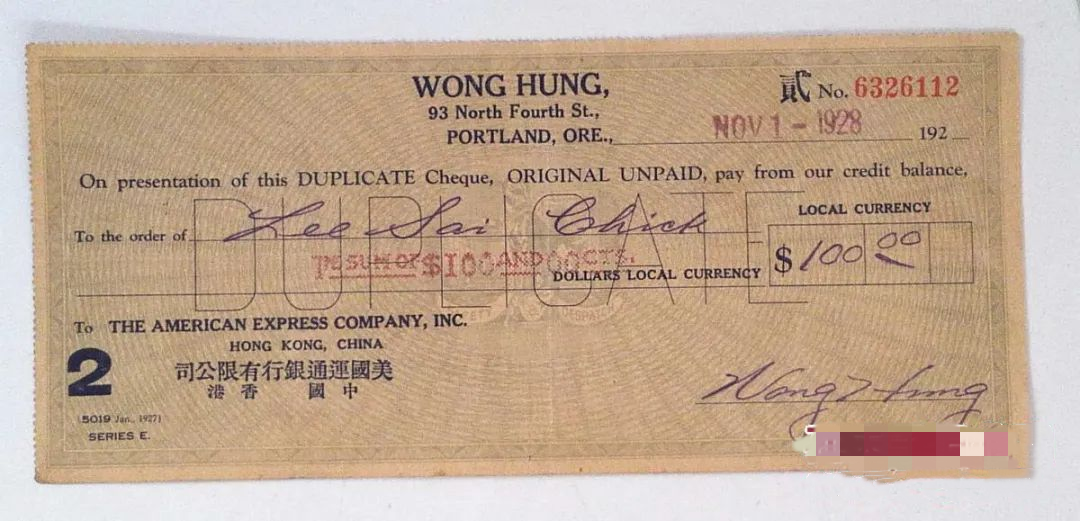 WONG HUNG,
貳 No. 6326112
93 North Fourth St.,
PORTLAND, ORE., NOV 1 - 1928 192
On presentation of this DUPLICATE Cheque, ORIGINAL UNPAID, pay from our credit balance,
DUPLICATE
LOCAL CURRENCY
To the order of Lee Sai Chick
THE SUM OF $100 AND 00 CTS.
DOLLARS LOCAL CURRENCY $ 100 00
To THE AMERICAN EXPRESS COMPANY, INC.
HONG KONG, CHINA
2
司公限有行銀通運國美
港香 國中
Wong Hung
(5019 Jan., 1927)
SERIES E.